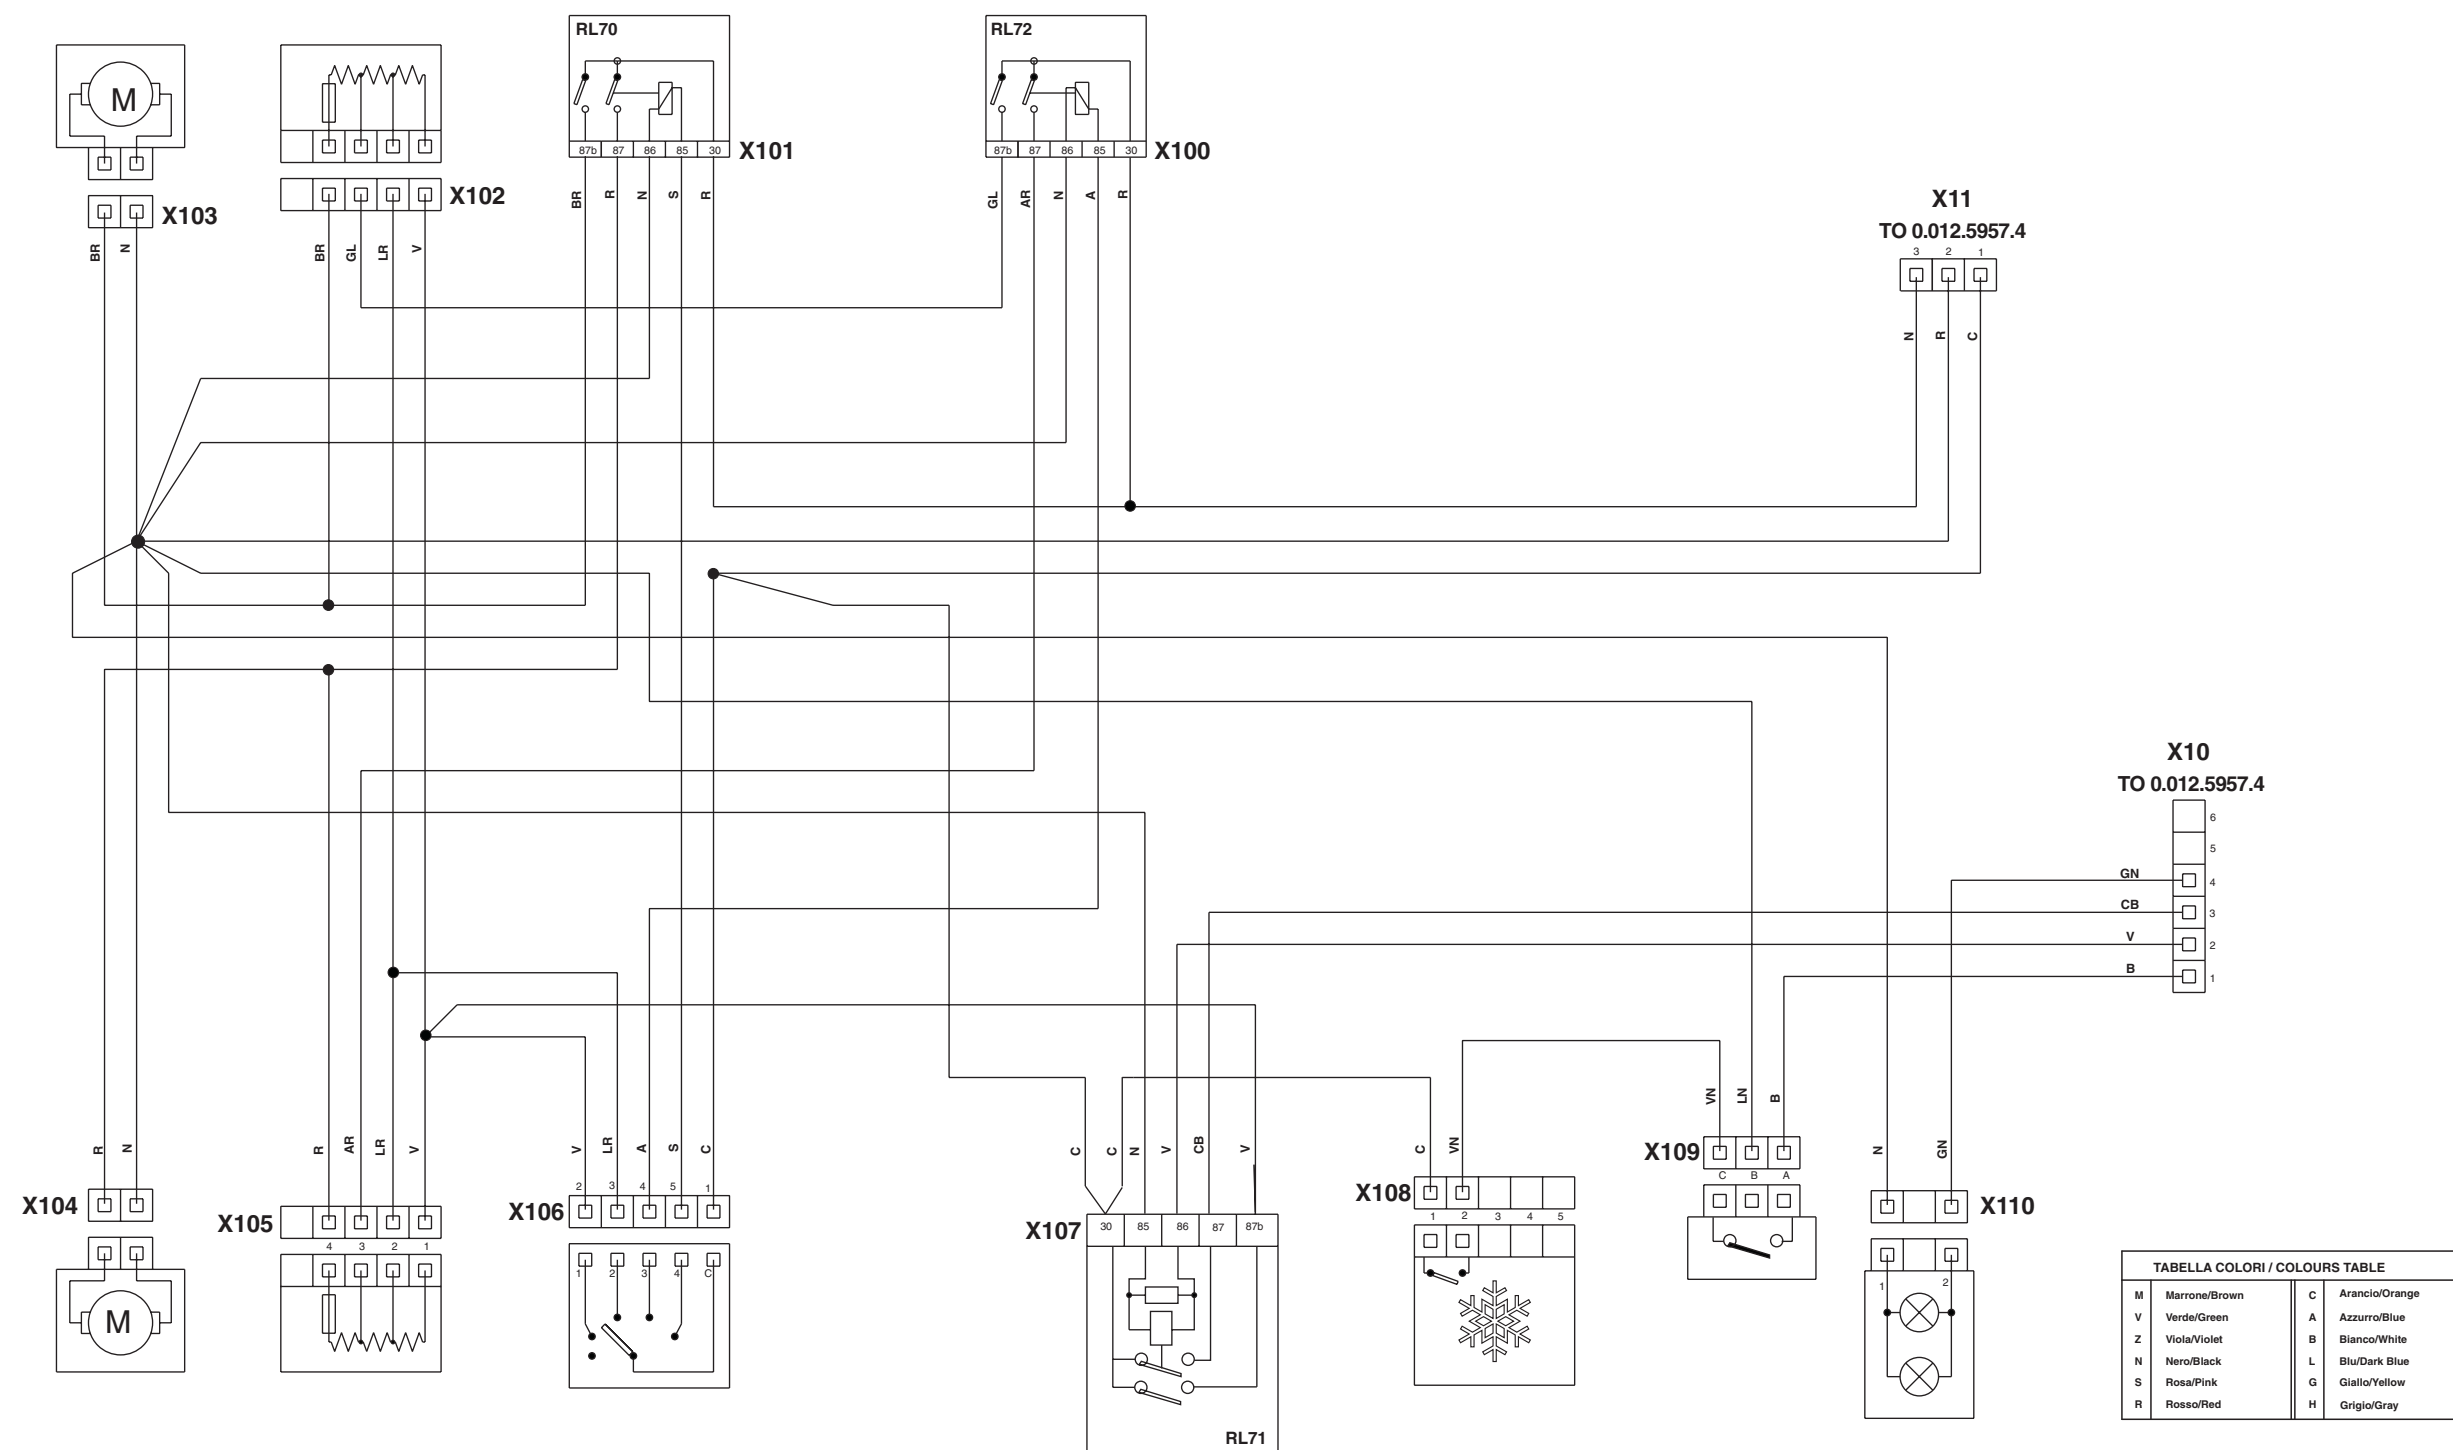 RL70
RL72
M
87b 87 86 85 30
X101
87b 87 86 85 30
X100
X102
X103
BR R N S R
GL AR N A R
X11
TO 0.012.5957.4
3 2 1
BR N
BR GL LR V
N R C
X10
TO 0.012.5957.4
6
5
GN 4
CB 3
V 2
B 1
VN LN B
R N
R AR LR V
V LR A S C
C C N V CB V
C VN
N GN
X109
C B A
X104
X105
4 3 2 1
X106
2 3 4 5 1
X107
30 85 86 87 87b
X108
1 2 3 4 5
X110
1 2 3 4 C
1 2
M
RL71
TABELLA COLORI / COLOURS TABLE
M Marrone/Brown C Arancio/Orange
V Verde/Green A Azzurro/Blue
Z Viola/Violet B Bianco/White
N Nero/Black L Blu/Dark Blue
S Rosa/Pink G Giallo/Yellow
R Rosso/Red H Grigio/Gray